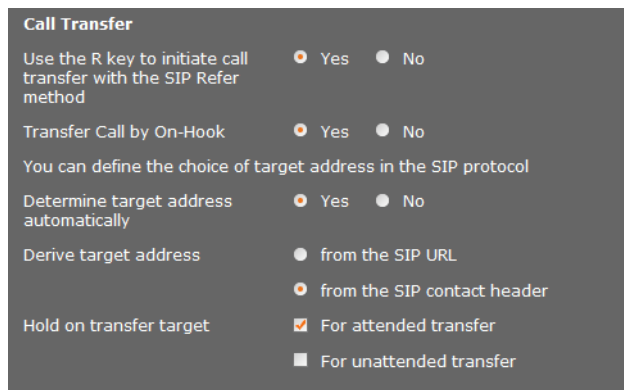 Call Transfer
Use the R key to initiate call Yes No
transfer with the SIP Refer
method
Transfer Call by On-Hook Yes No
You can define the choice of target address in the SIP protocol
Determine target address Yes No
automatically
Derive target address from the SIP URL
from the SIP contact header
Hold on transfer target For attended transfer
For unattended transfer